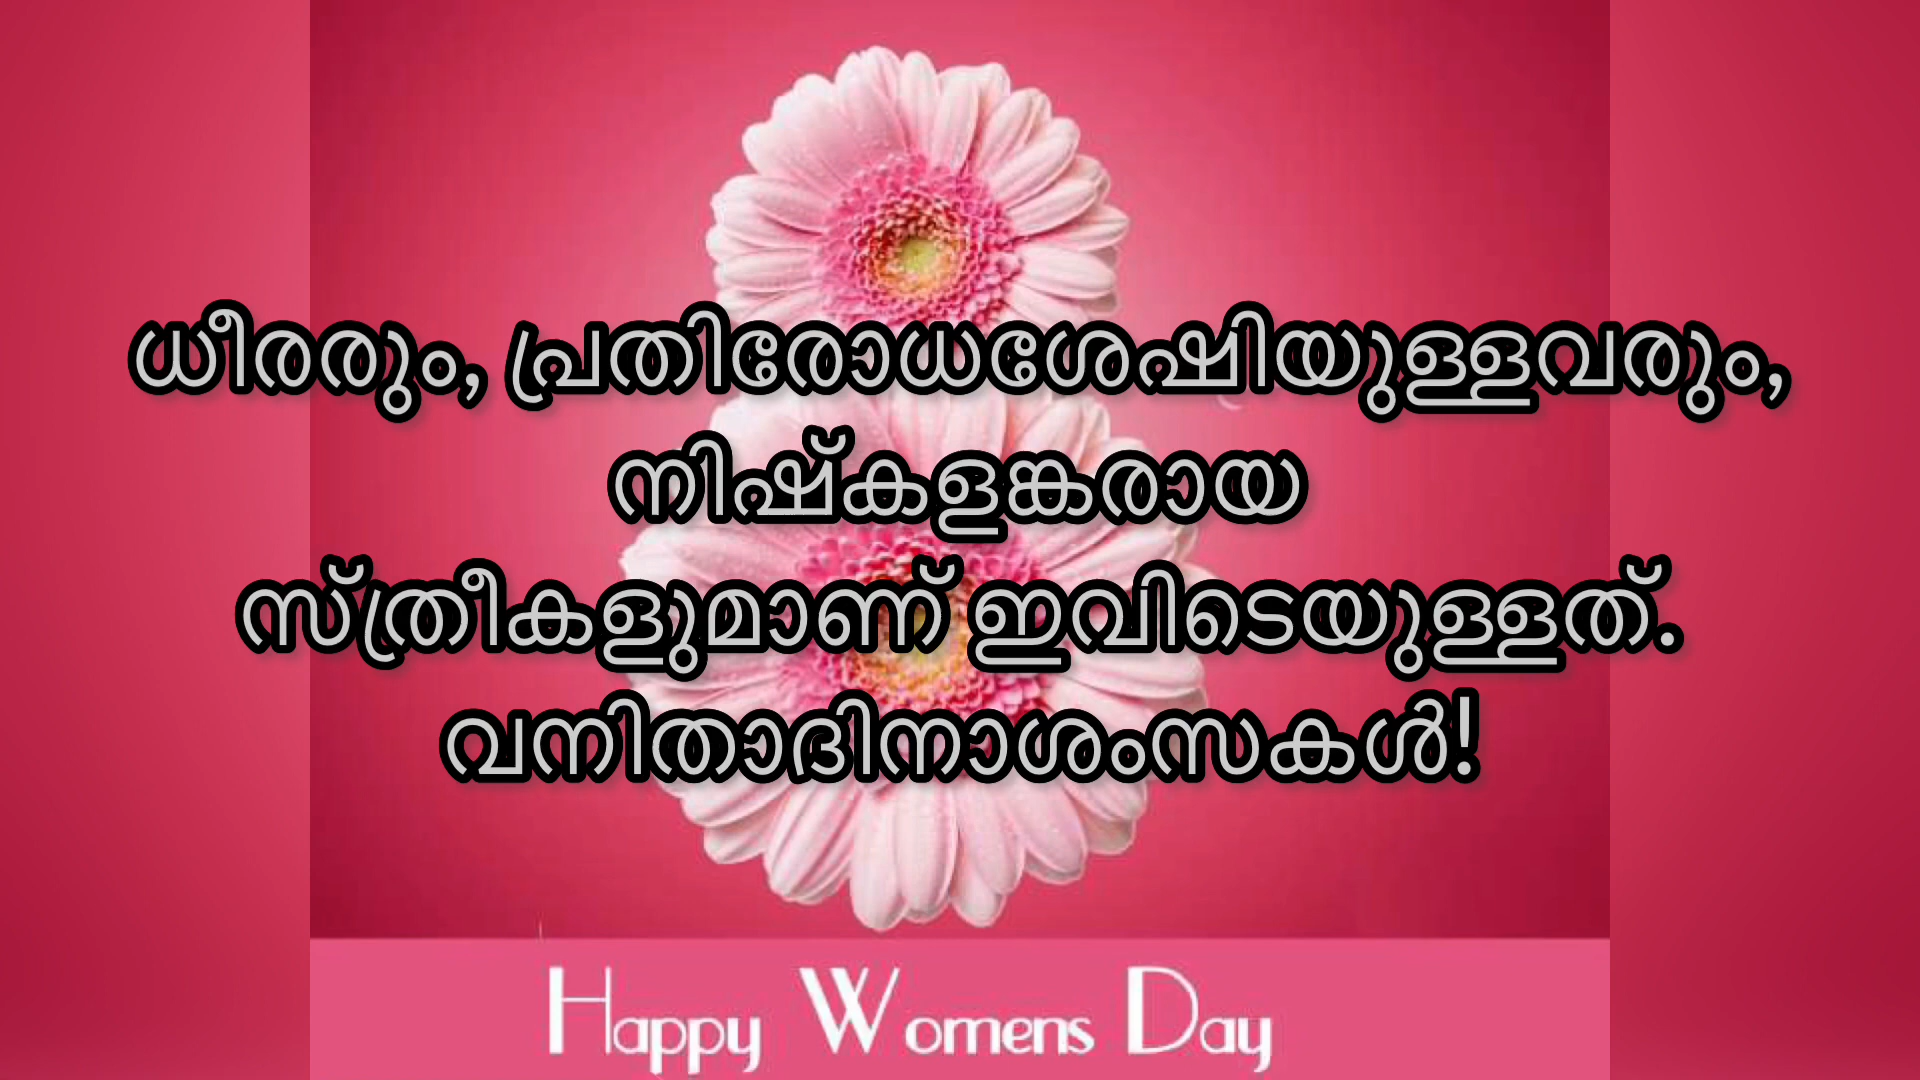 ധീരരും, പ്രതിരോധശേഷിയുള്ളവരും,
നിഷ്കളങ്കരായ
സ്ത്രീകളുമാണ് ഇവിടെയുള്ളത്.
വനിതാദിനാശംസകൾ!
Happy Womens Day